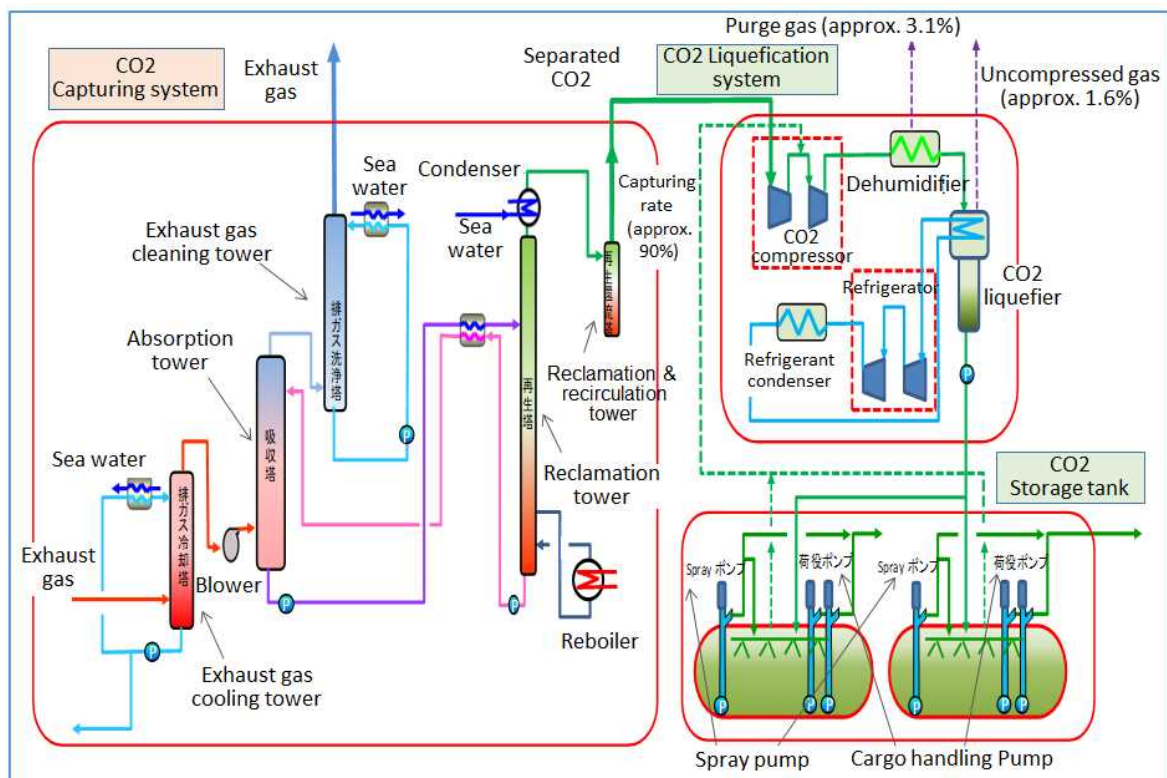 CO2
Capturing system
Exhaust
gas
Separated
CO2
CO2 Liquefication
system
Purge gas (approx. 3.1%)
Uncompressed gas
(approx. 1.6%)
Sea
water
Condenser
Sea
water
Capturing
rate
(approx.
90%)
Dehumidifier
CO2
compressor
CO2
liquefier
Refrigerator
Refrigerant
condenser
P
Exhaust gas
cleaning tower
排ガス洗浄塔
Absorption
tower
吸収塔
再生塔
Reclamation &
recirculation
tower
Reclamation
tower
P
Sea water
排ガス冷却塔
Exhaust
gas
Blower
P
P
P
Reboiler
Exhaust gas
cooling tower
CO2
Storage tank
Spray ポンプ
荷役ポンプ
Spray ポンプ
荷役ポンプ
P
P
P
P
P
P
Spray pump
Cargo handling Pump